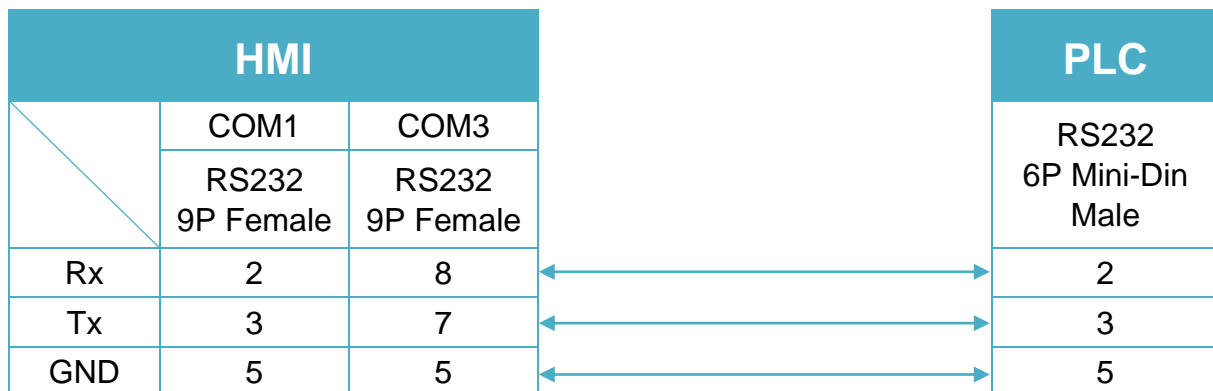 HMI PLC
COM1 COM3
RS232
6P Mini-Din
Male
RS232
9P Female
RS232
9P Female
Rx 2 8 2
Tx 3 7 3
GND 5 5 5